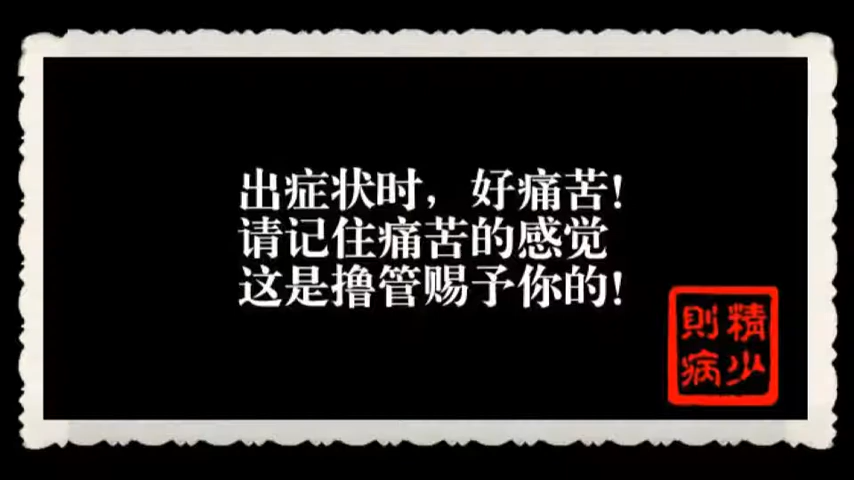 出症状时，好痛苦!
请记住痛苦的感觉
这是撸管赐予你的!
精少
則病